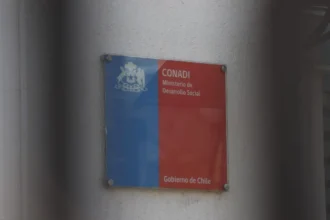 CONADI
Ministerio de
Desarrollo Social
Gobierno de Chile